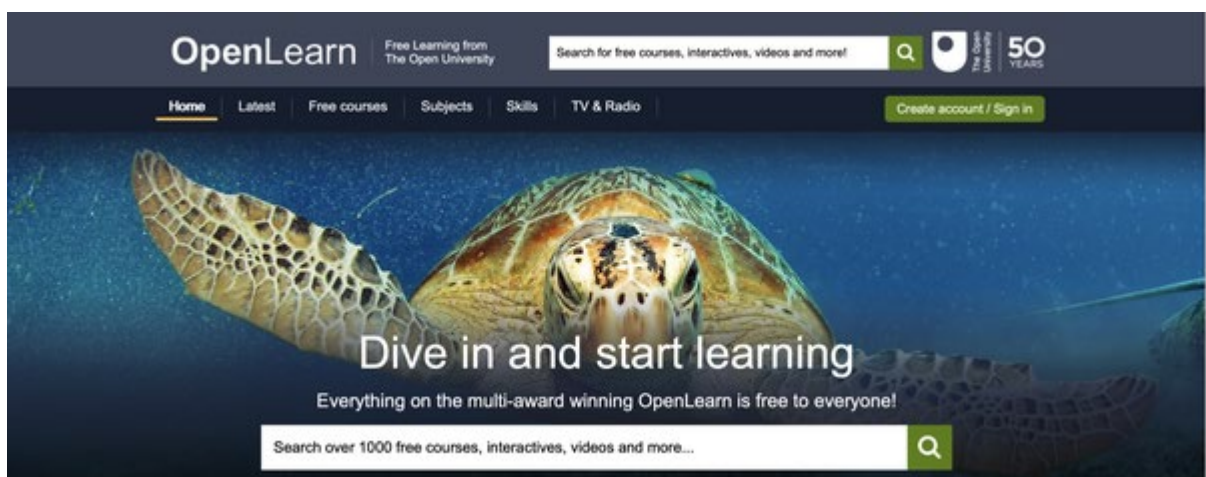 OpenLearn
Free Learning from
The Open University
Search for free courses, interactives, videos and more!
The Open
University
50
YEARS
Home
Latest
Free courses
Subjects
Skills
TV & Radio
Create account / Sign in
Dive in and start learning
Everything on the multi-award winning OpenLearn is free to everyone!
Search over 1000 free courses, interactives, videos and more...